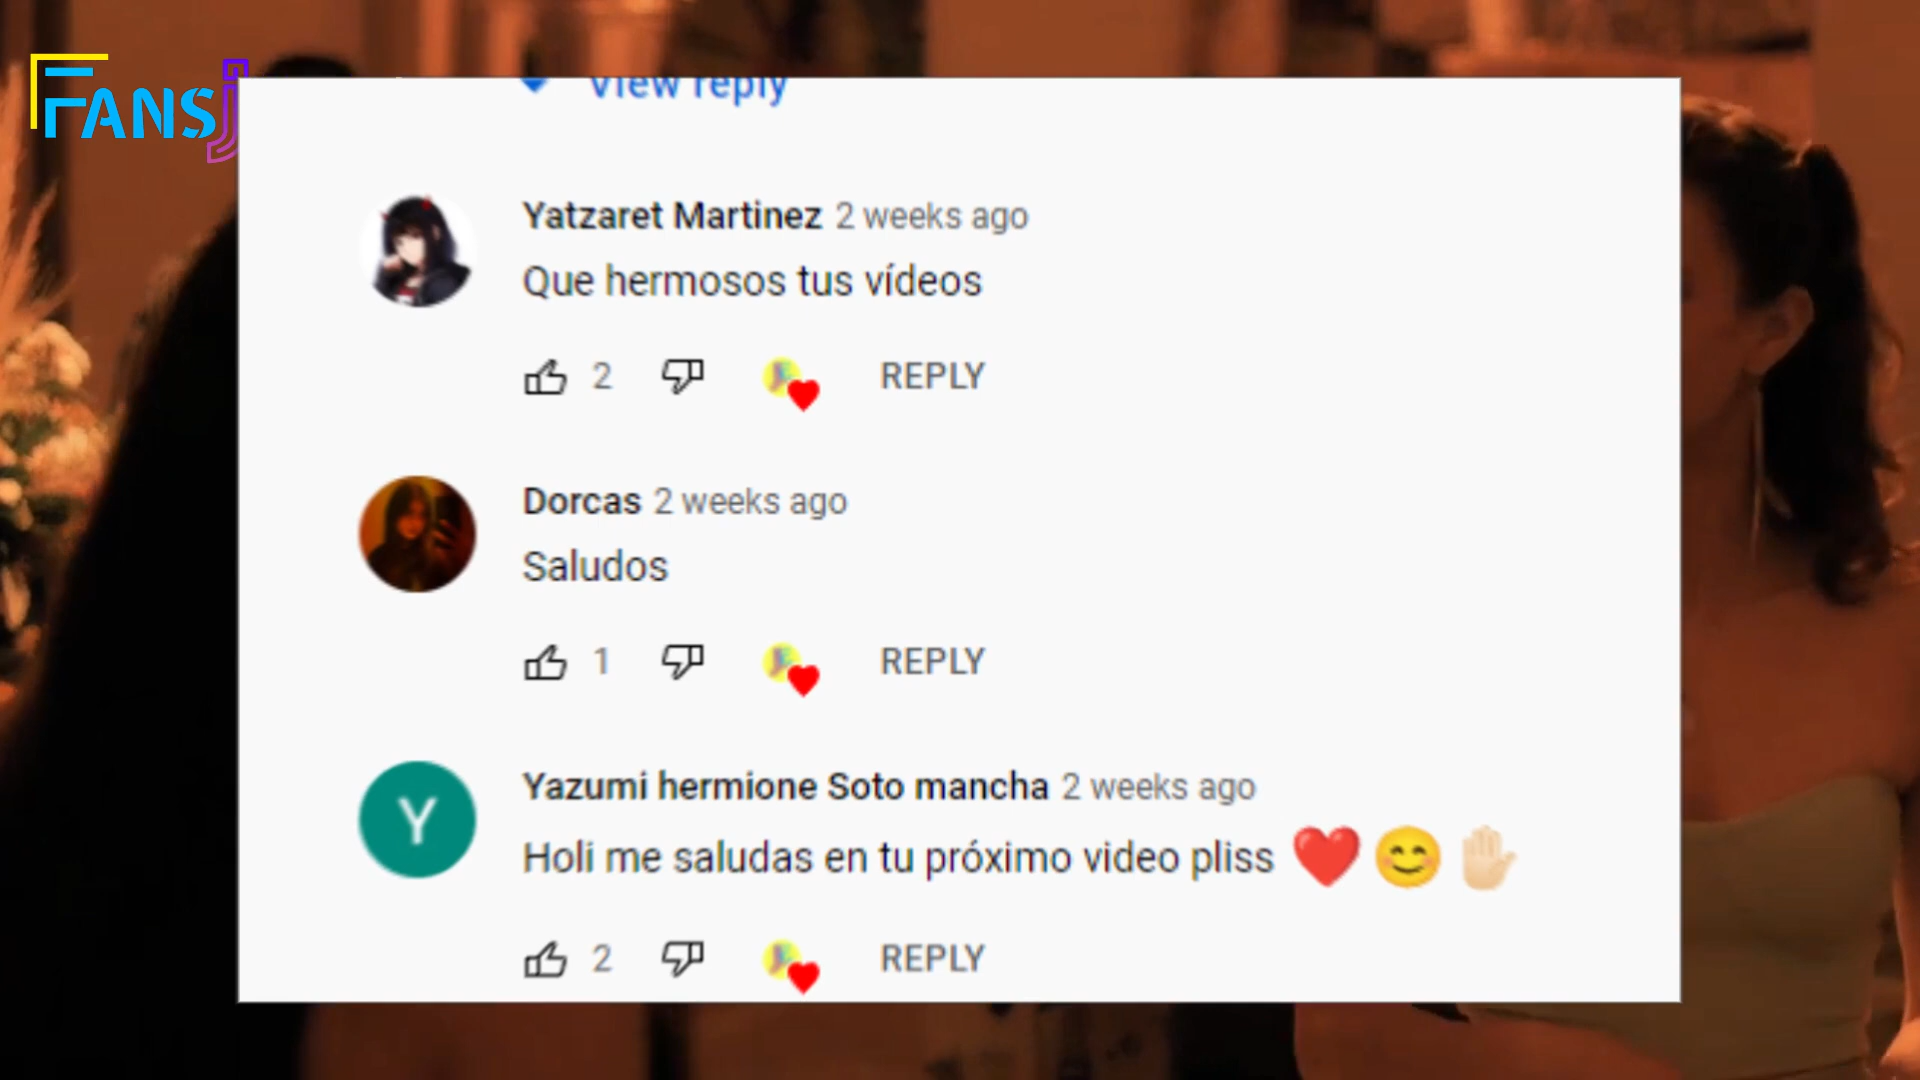 FANSJ
View reply
Yatzaret Martinez 2 weeks ago
Que hermosos tus vídeos
2 REPLY
Dorcas 2 weeks ago
Saludos
1 REPLY
Y
Yazumi hermione Soto mancha 2 weeks ago
Holi me saludas en tu próximo video pliss ❤️😊✋🏻
2 REPLY